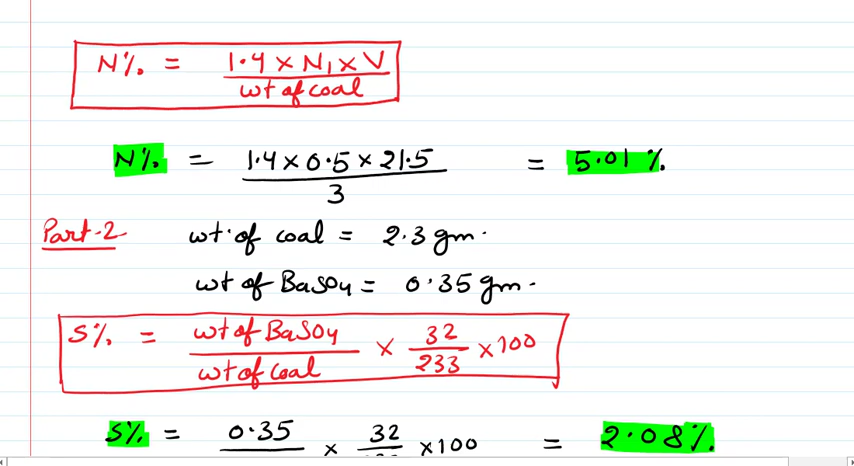 N% = 1.4 × N1 × V
wt of coal
N% = 1.4 × 0.5 × 21.5 = 5.01 %
3
Part-2 wt. of coal = 2.3 gm.
wt of BaSO4 = 0.35 gm.
S% = wt of BaSO4 × 32 × 100
wt of coal 233
S% = 0.35 × 32 × 100 = 2.08%